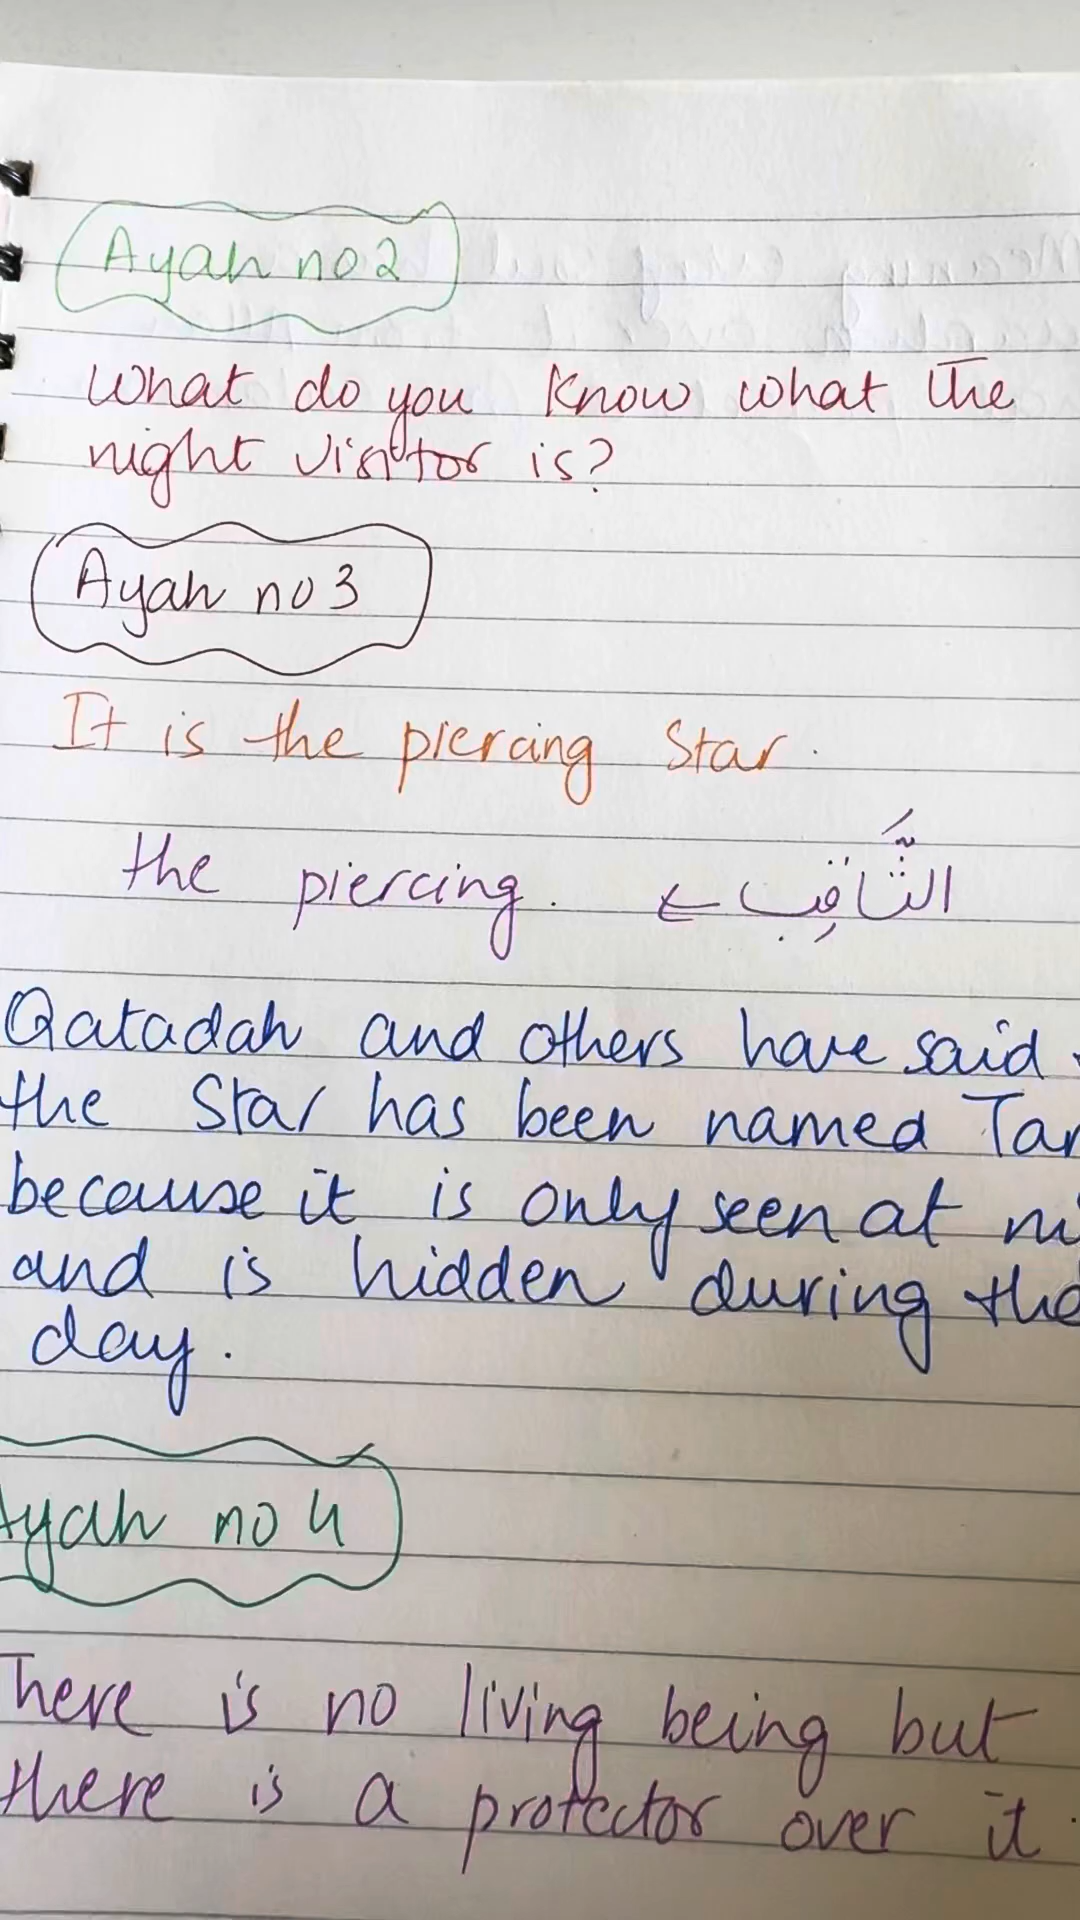 Ayah no 2
What do you know what the
night visitor is?
Ayah no 3
It is the piercing Star.
the piercing. ← الثَّاقِبُ
Qatadah and others have said
the Star has been named
because it is only seen at
and is hidden during the
day.
Ayah no 4
There is no living being but
there is a protector over it.